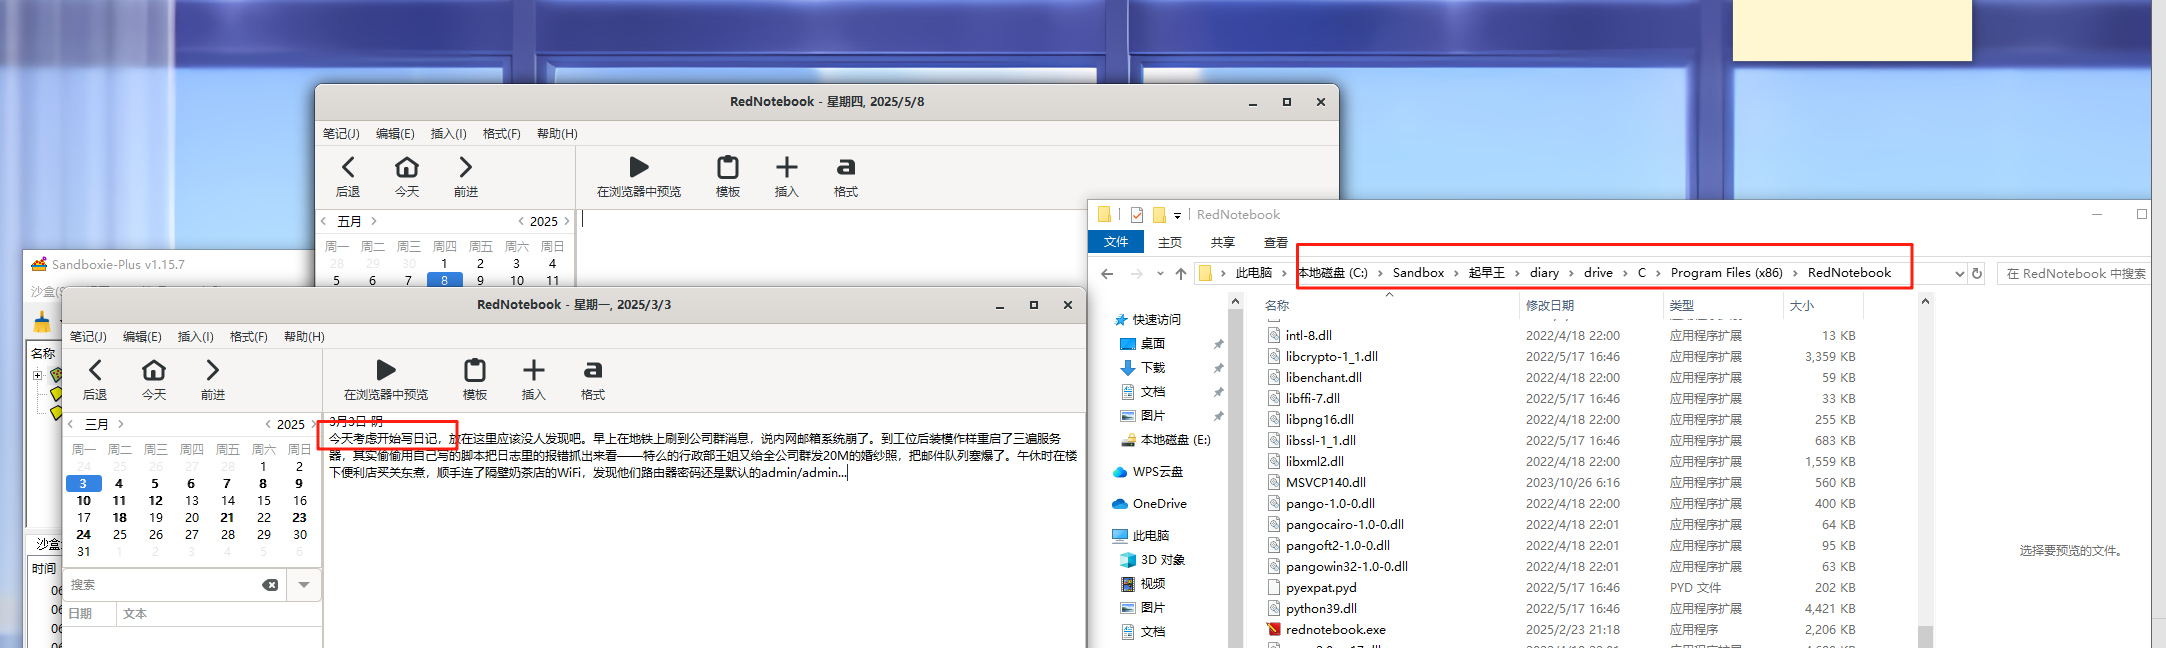 RedNotebook - 星期四, 2025/5/8
笔记(J) 编辑(E) 插入(I) 格式(F) 帮助(H)
后退 今天 前进 在浏览器中预览 模板 插入 格式
五月 2025
周一 周二 周三 周四 周五 周六 周日
28 29 30 1 2 3 4
5 6 7 8 9 10 11
Sandboxie-Plus v1.15.7
名称
时间
RedNotebook - 星期一, 2025/3/3
笔记(J) 编辑(E) 插入(I) 格式(F) 帮助(H)
后退 今天 前进 在浏览器中预览 模板 插入 格式
三月 2025
周一 周二 周三 周四 周五 周六 周日
24 25 26 27 28 1 2
3 4 5 6 7 8 9
10 11 12 13 14 15 16
17 18 19 20 21 22 23
24 25 26 27 28 29 30
31 1 2 3 4 5 6
搜索
日期 文本
3月3日 阴
今天考虑开始写日记，放在这里应该没人发现吧。早上在地铁上刷到公司群消息，说内网邮箱系统崩了。到工位后装模作样重启了三遍服务
器，其实偷偷用自己写的脚本把日志里的报错抓出来看——特么的行政部王姐又给全公司群发20M的婚纱照，把邮件队列塞爆了。午休时在楼
下便利店买关东煮，顺手连了隔壁奶茶店的WiFi，发现他们路由器密码还是默认的admin/admin...
RedNotebook
文件 主页 共享 查看
此电脑 本地磁盘 (C:) Sandbox 起早王 diary drive C Program Files (x86) RedNotebook
在 RedNotebook 中搜索
快速访问
桌面
下载
文档
图片
本地磁盘 (E:)
WPS云盘
OneDrive
此电脑
3D 对象
视频
图片
文档
名称 修改日期 类型 大小
intl-8.dll 2022/4/18 22:00 应用程序扩展 13 KB
libcrypto-1_1.dll 2022/5/17 16:46 应用程序扩展 3,359 KB
libenchant.dll 2022/4/18 22:00 应用程序扩展 59 KB
libffi-7.dll 2022/5/17 16:46 应用程序扩展 33 KB
libpng16.dll 2022/4/18 22:00 应用程序扩展 255 KB
libssl-1_1.dll 2022/5/17 16:46 应用程序扩展 683 KB
libxml2.dll 2022/4/18 22:00 应用程序扩展 1,559 KB
MSVCP140.dll 2023/10/26 6:16 应用程序扩展 560 KB
pango-1.0-0.dll 2022/4/18 22:00 应用程序扩展 400 KB
pangocairo-1.0-0.dll 2022/4/18 22:01 应用程序扩展 64 KB
pangoft2-1.0-0.dll 2022/4/18 22:01 应用程序扩展 95 KB
pangowin32-1.0-0.dll 2022/4/18 22:01 应用程序扩展 63 KB
pyexpat.pyd 2022/5/17 16:46 PYD 文件 202 KB
python39.dll 2022/5/17 16:46 应用程序扩展 4,421 KB
rednotebook.exe 2025/2/23 21:18 应用程序 2,206 KB
选择要预览的文件。